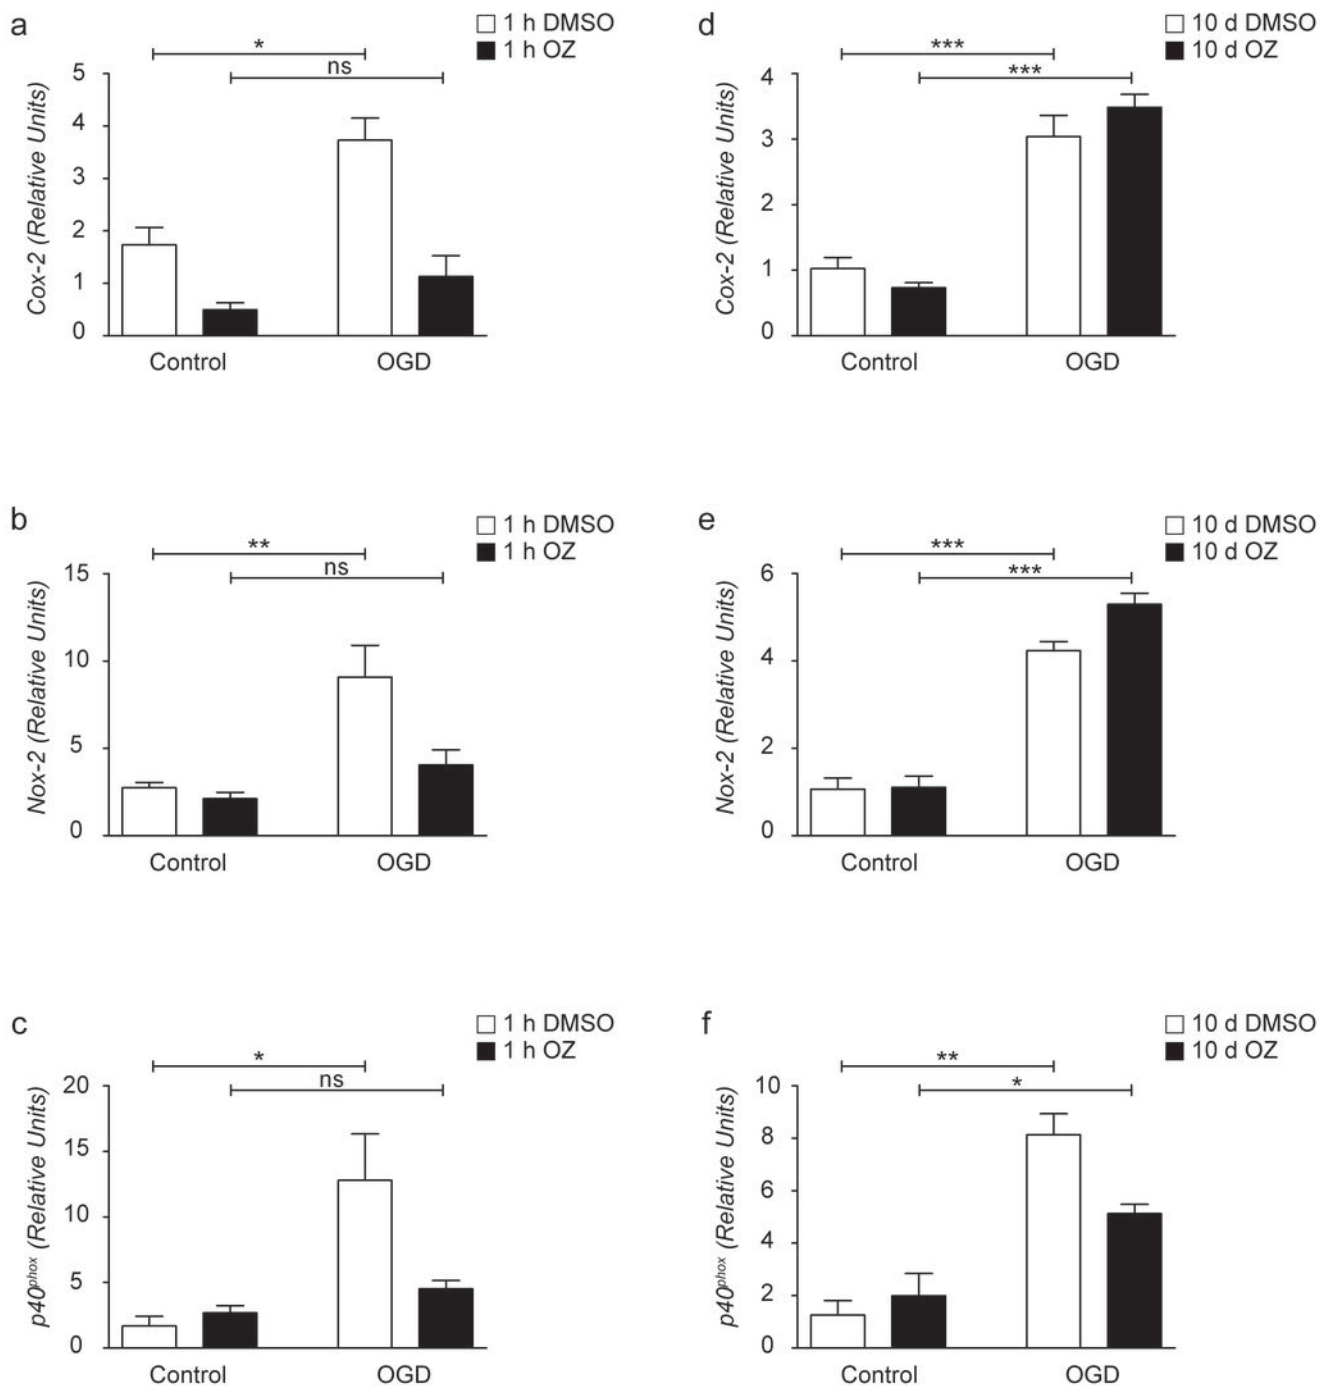 a
1 h DMSO
1 h OZ
*
ns
Cox-2 (Relative Units)
5
4
3
2
1
0
Control
OGD
d
10 d DMSO
10 d OZ
***
***
Cox-2 (Relative Units)
4
3
2
1
0
Control
OGD
b
1 h DMSO
1 h OZ
**
ns
Nox-2 (Relative Units)
15
10
5
0
Control
OGD
e
10 d DMSO
10 d OZ
***
***
Nox-2 (Relative Units)
6
4
2
0
Control
OGD
c
1 h DMSO
1 h OZ
*
ns
p40phox (Relative Units)
20
15
10
5
0
Control
OGD
f
10 d DMSO
10 d OZ
**
*
p40phox (Relative Units)
10
8
6
4
2
0
Control
OGD